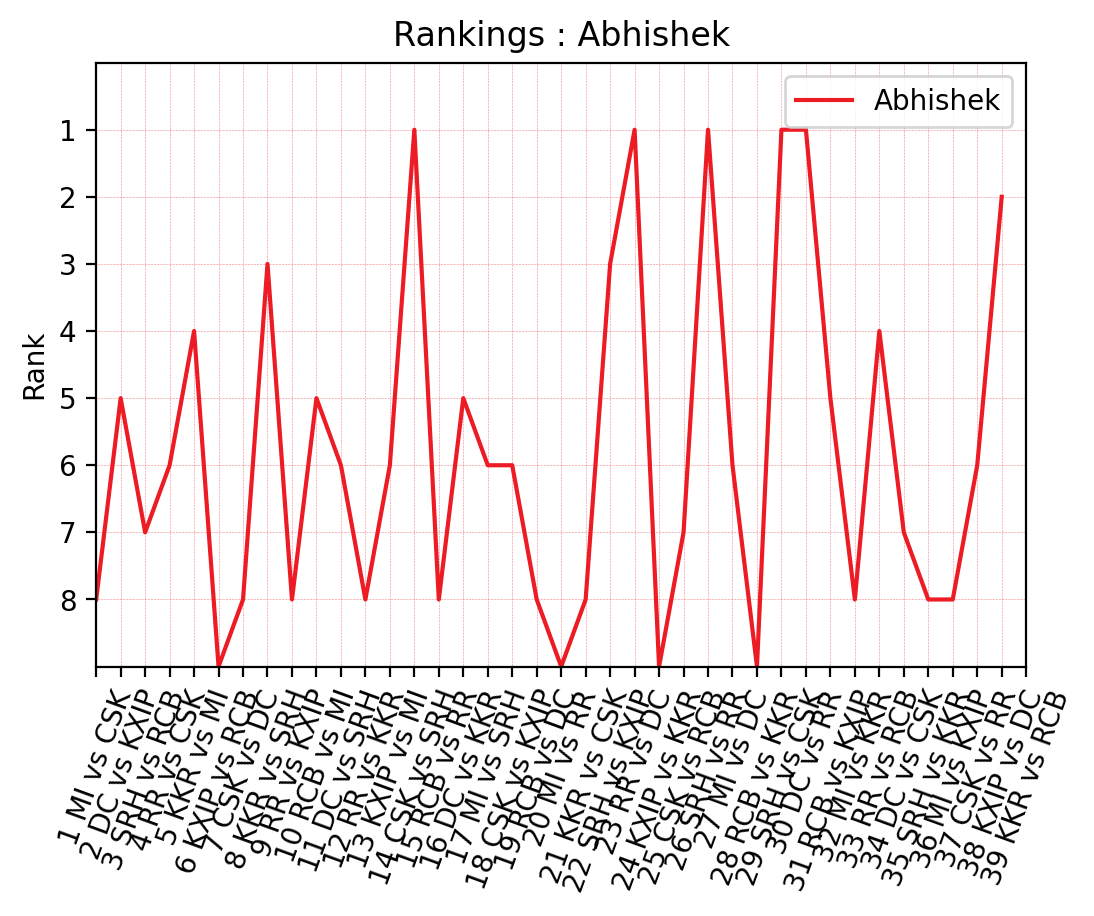 Rankings : Abhishek
Abhishek
Rank
1
2
3
4
5
6
7
8
1 MI vs CSK
2 DC vs KXIP
3 SRH vs RCB
4 RR vs CSK
5 KKR vs MI
6 KXIP vs RCB
7 CSK vs DC
8 KKR vs SRH
9 RR vs KXIP
10 RCB vs MI
11 DC vs SRH
12 RR vs KKR
13 KXIP vs MI
14 CSK vs SRH
15 RCB vs RR
16 DC vs KKR
17 MI vs SRH
18 CSK vs KXIP
19 RCB vs DC
20 MI vs RR
21 KKR vs CSK
22 SRH vs KXIP
23 RR vs DC
24 KXIP vs KKR
25 CSK vs RCB
26 SRH vs RR
27 MI vs DC
28 RCB vs KKR
29 SRH vs CSK
30 DC vs RR
31 RCB vs KXIP
32 MI vs KKR
33 RR vs RCB
34 DC vs CSK
35 SRH vs KKR
36 MI vs KXIP
37 CSK vs RR
38 KXIP vs DC
39 KKR vs RCB